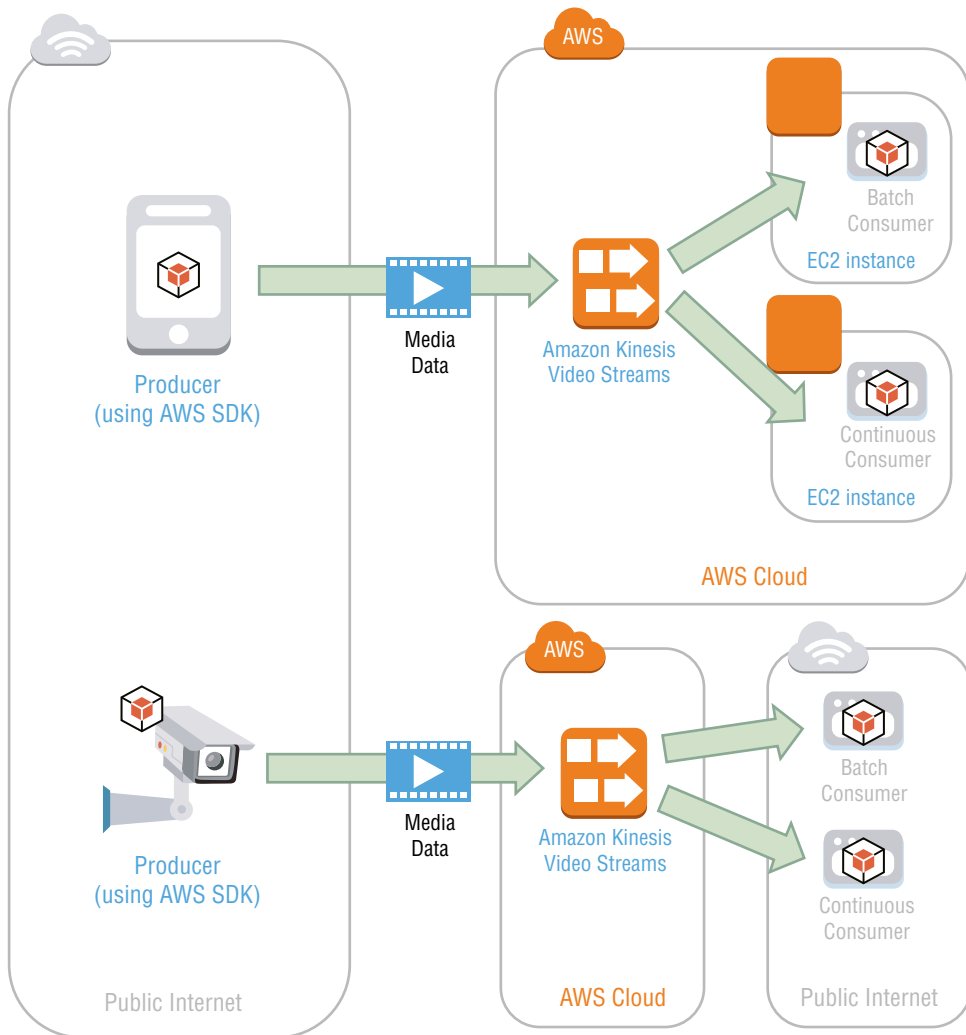 AWS
Batch
Consumer
EC2 instance
Media
Data
Amazon Kinesis
Video Streams
Producer
(using AWS SDK)
Continuous
Consumer
EC2 instance
AWS Cloud
AWS
Batch
Consumer
Media
Data
Amazon Kinesis
Video Streams
Producer
(using AWS SDK)
Continuous
Consumer
Public Internet
AWS Cloud
Public Internet